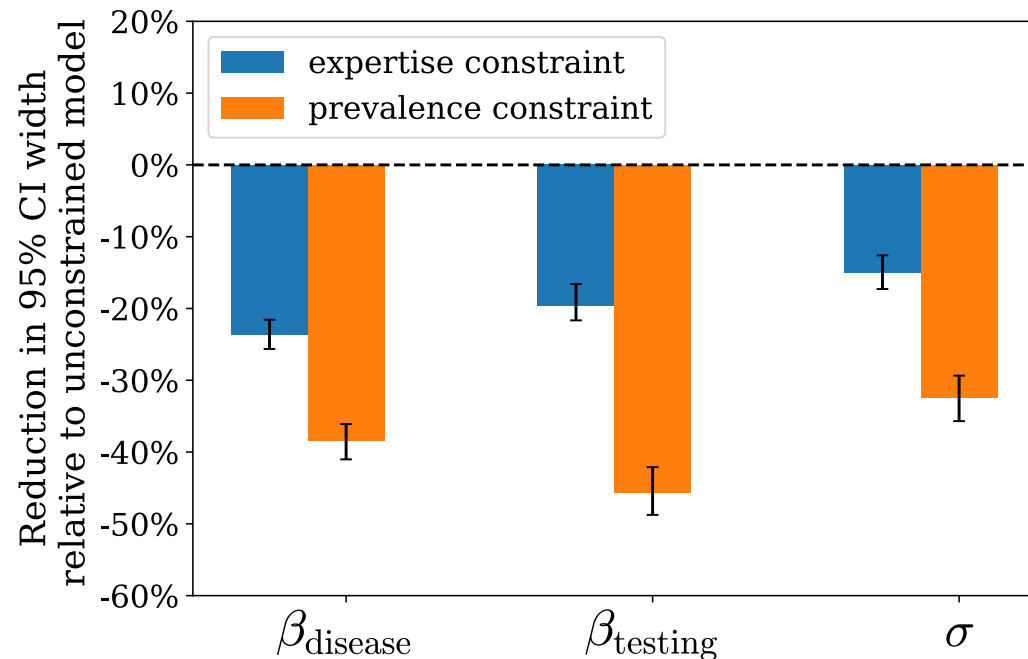 Reduction in 95% CI width
relative to unconstrained model
20%
10%
0%
-10%
-20%
-30%
-40%
-50%
-60%
expertise constraint
prevalence constraint
β_disease
β_testing
σ